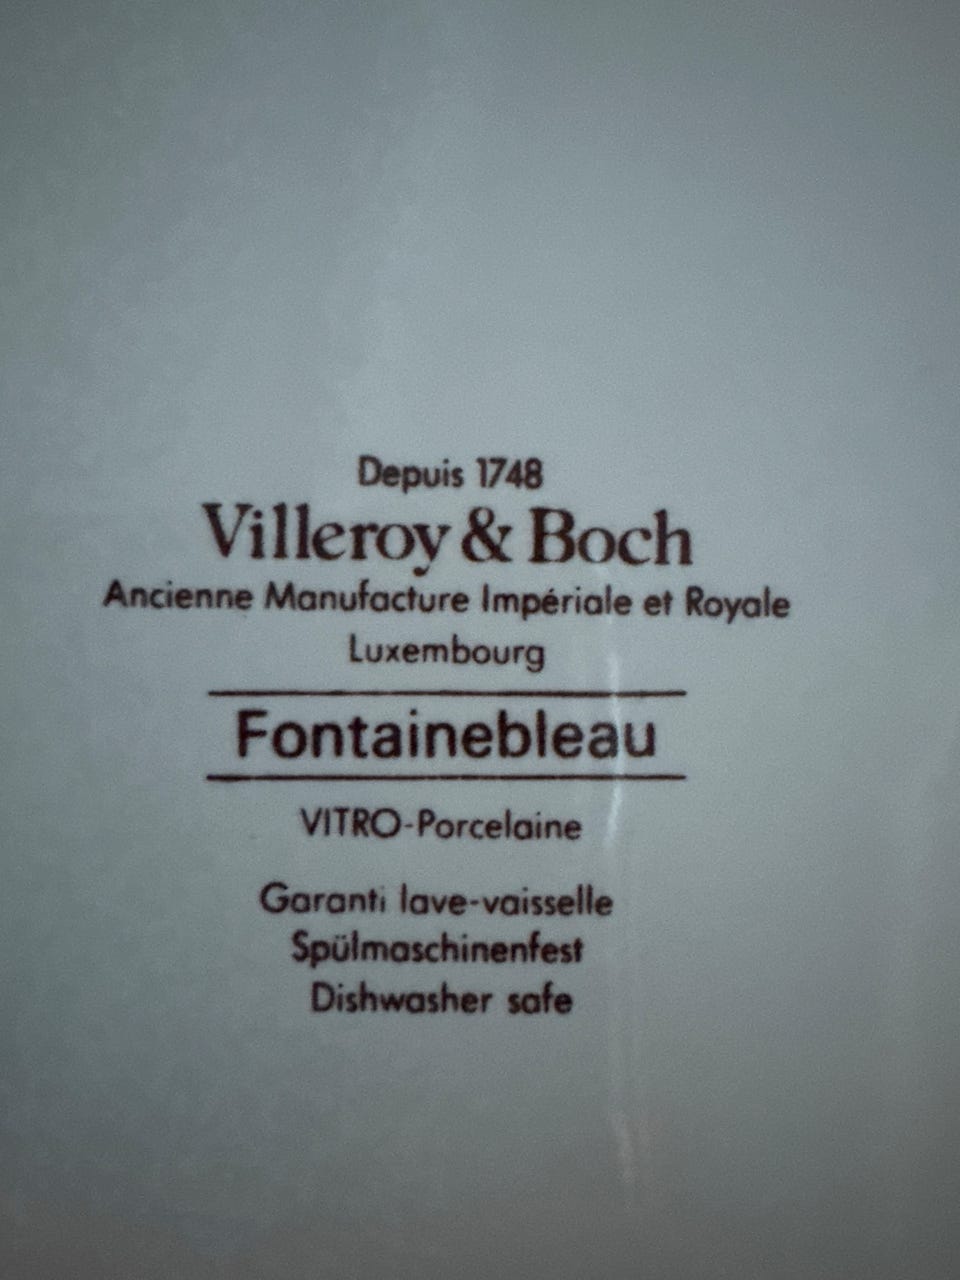 Depuis 1748
Villeroy & Boch
Ancienne Manufacture Impériale et Royale
Luxembourg
Fontainebleau
VITRO-Porcelaine
Garanti lave-vaisselle
Spülmaschinenfest
Dishwasher safe